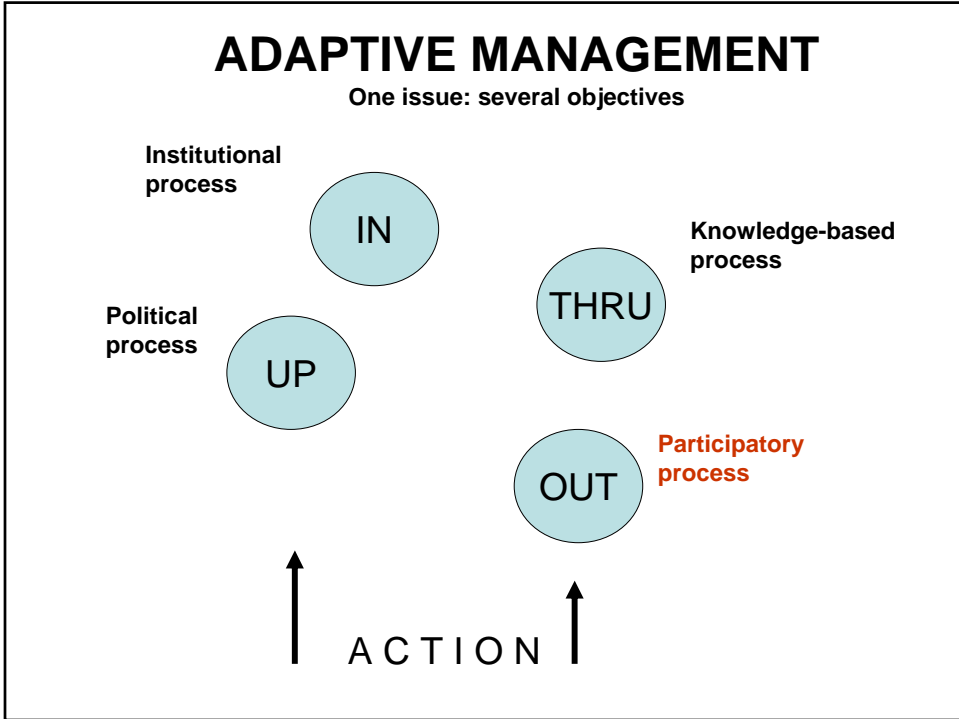 ADAPTIVE MANAGEMENT
One issue: several objectives
Institutional
process
IN
Knowledge-based
process
THRU
Political
process
UP
Participatory
process
OUT
A C T I O N